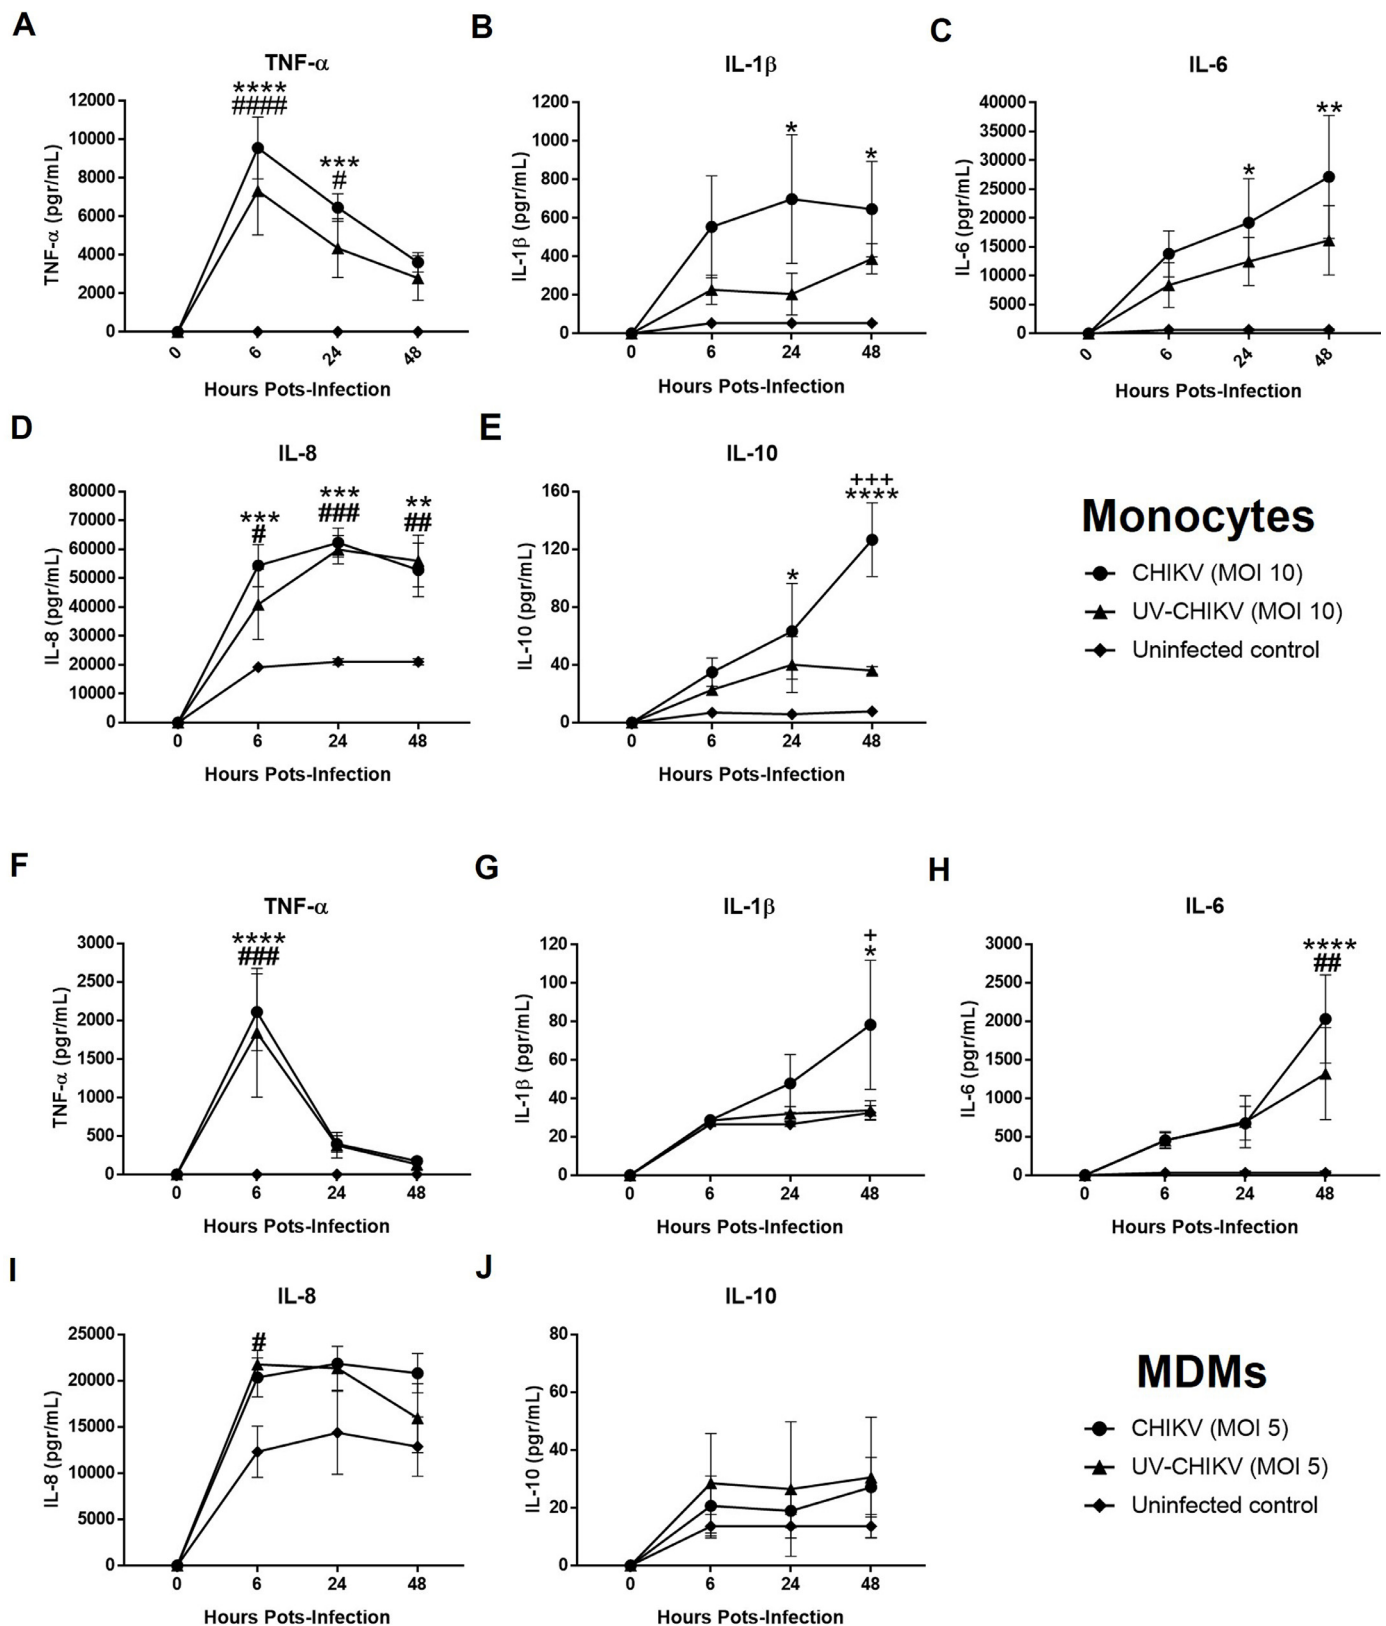 A
TNF-α
****
####
***
#
TNF-α (pgr/mL)
12000
10000
8000
6000
4000
2000
0
0 6 24 48
Hours Pots-Infection
B
IL-1β
*
*
IL-1β (pgr/mL)
1200
1000
800
600
400
200
0
0 6 24 48
Hours Pots-Infection
C
IL-6
**
*
IL-6 (pgr/mL)
40000
35000
30000
25000
20000
15000
10000
5000
0
0 6 24 48
Hours Pots-Infection
D
IL-8
***
#
***
###
**
##
IL-8 (pgr/mL)
80000
70000
60000
50000
40000
30000
20000
10000
0
0 6 24 48
Hours Pots-Infection
E
IL-10
+++
****
*
IL-10 (pgr/mL)
160
120
80
40
0
0 6 24 48
Hours Pots-Infection
Monocytes
CHIKV (MOI 10)
UV-CHIKV (MOI 10)
Uninfected control
F
TNF-α
****
###
TNF-α (pgr/mL)
3000
2500
2000
1500
1000
500
0
0 6 24 48
Hours Pots-Infection
G
IL-1β
+
*
IL-1β (pgr/mL)
120
100
80
60
40
20
0
0 6 24 48
Hours Pots-Infection
H
IL-6
****
##
IL-6 (pgr/mL)
3000
2500
2000
1500
1000
500
0
0 6 24 48
Hours Pots-Infection
I
IL-8
#
IL-8 (pgr/mL)
25000
20000
15000
10000
5000
0
0 6 24 48
Hours Pots-Infection
J
IL-10
IL-10 (pgr/mL)
80
60
40
20
0
0 6 24 48
Hours Pots-Infection
MDMs
CHIKV (MOI 5)
UV-CHIKV (MOI 5)
Uninfected control